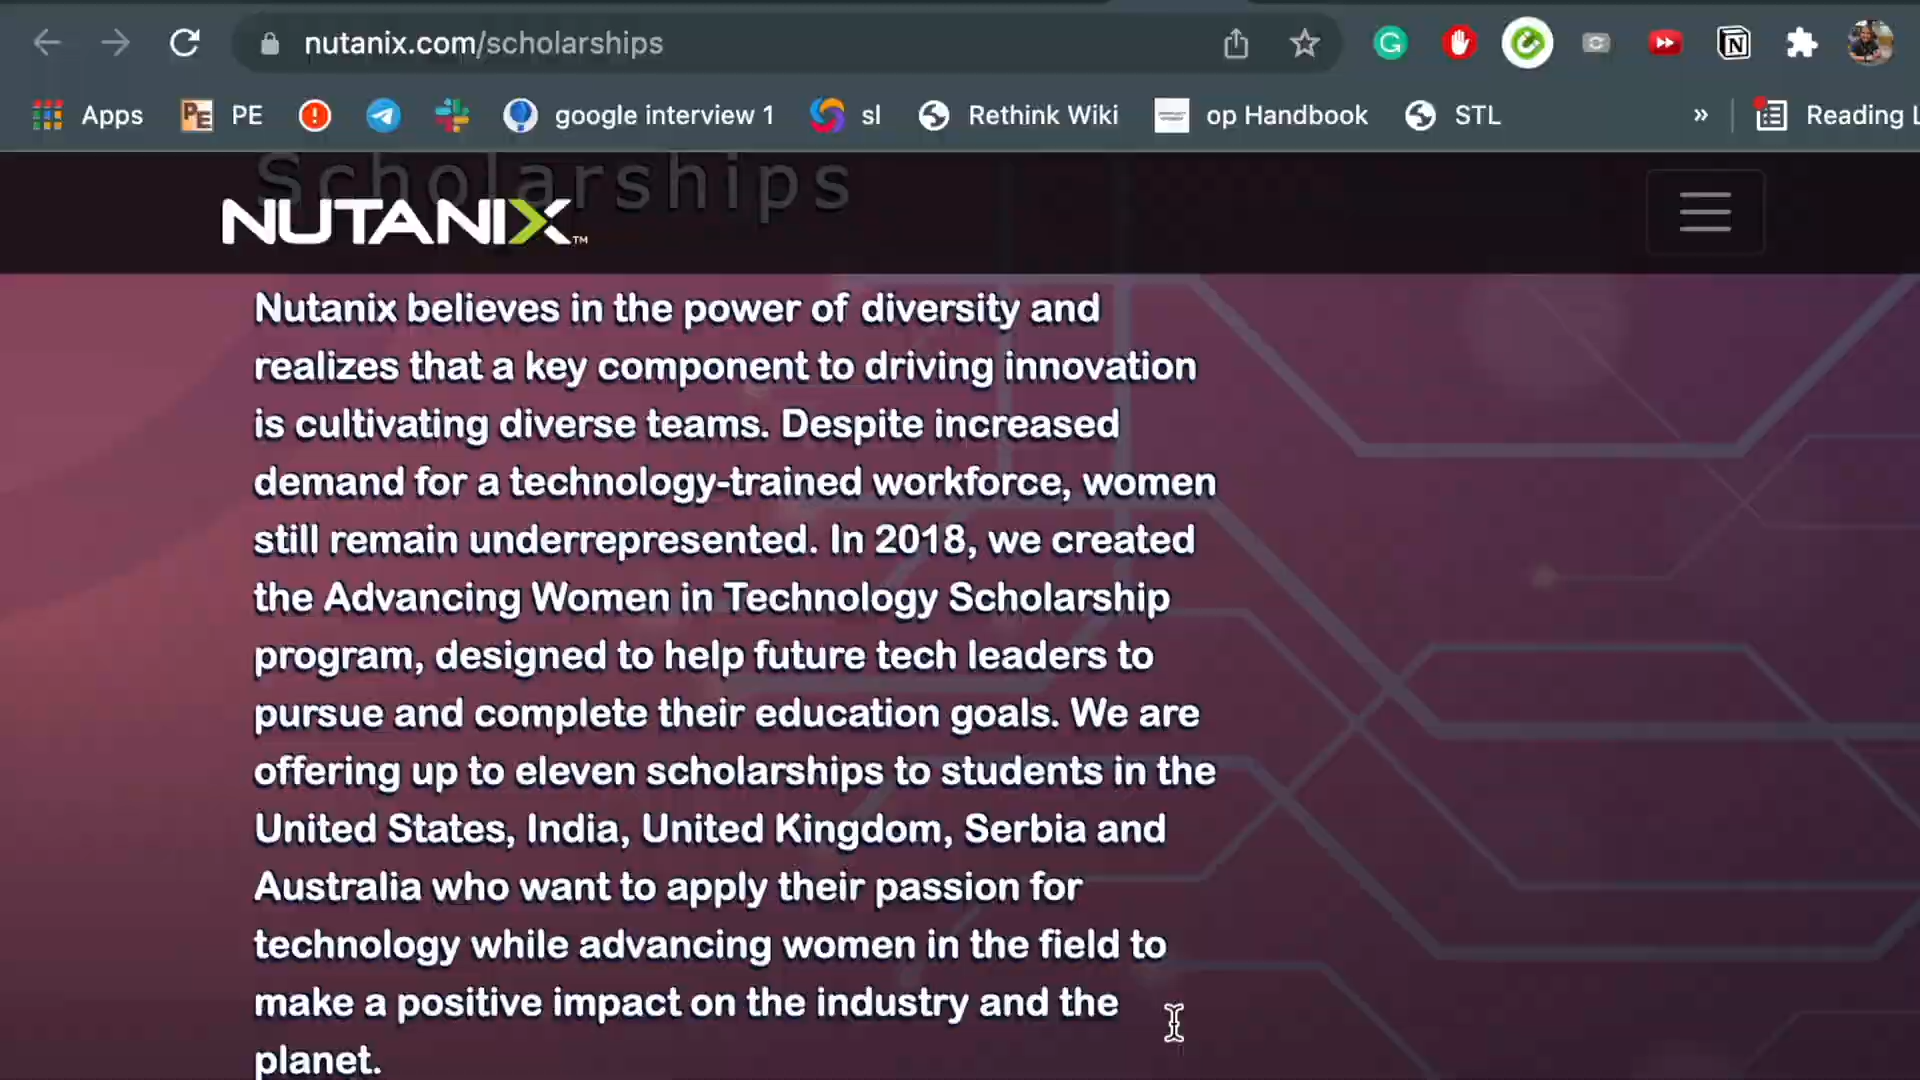 nutanix.com/scholarships
Apps PE google interview 1 sl Rethink Wiki op Handbook STL » Reading L
Scholarships
NUTANIX™
Nutanix believes in the power of diversity and
realizes that a key component to driving innovation
is cultivating diverse teams. Despite increased
demand for a technology-trained workforce, women
still remain underrepresented. In 2018, we created
the Advancing Women in Technology Scholarship
program, designed to help future tech leaders to
pursue and complete their education goals. We are
offering up to eleven scholarships to students in the
United States, India, United Kingdom, Serbia and
Australia who want to apply their passion for
technology while advancing women in the field to
make a positive impact on the industry and the
planet.